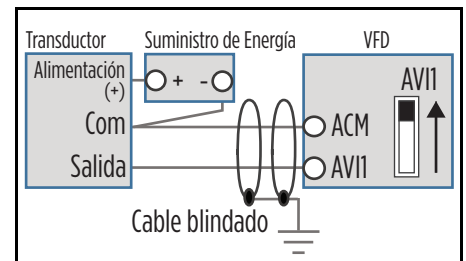 Transductor
Suministro de Energía
VFD
Alimentación
(+)
+ -
AVI1
Com
ACM
Salida
AVI1
Cable blindado